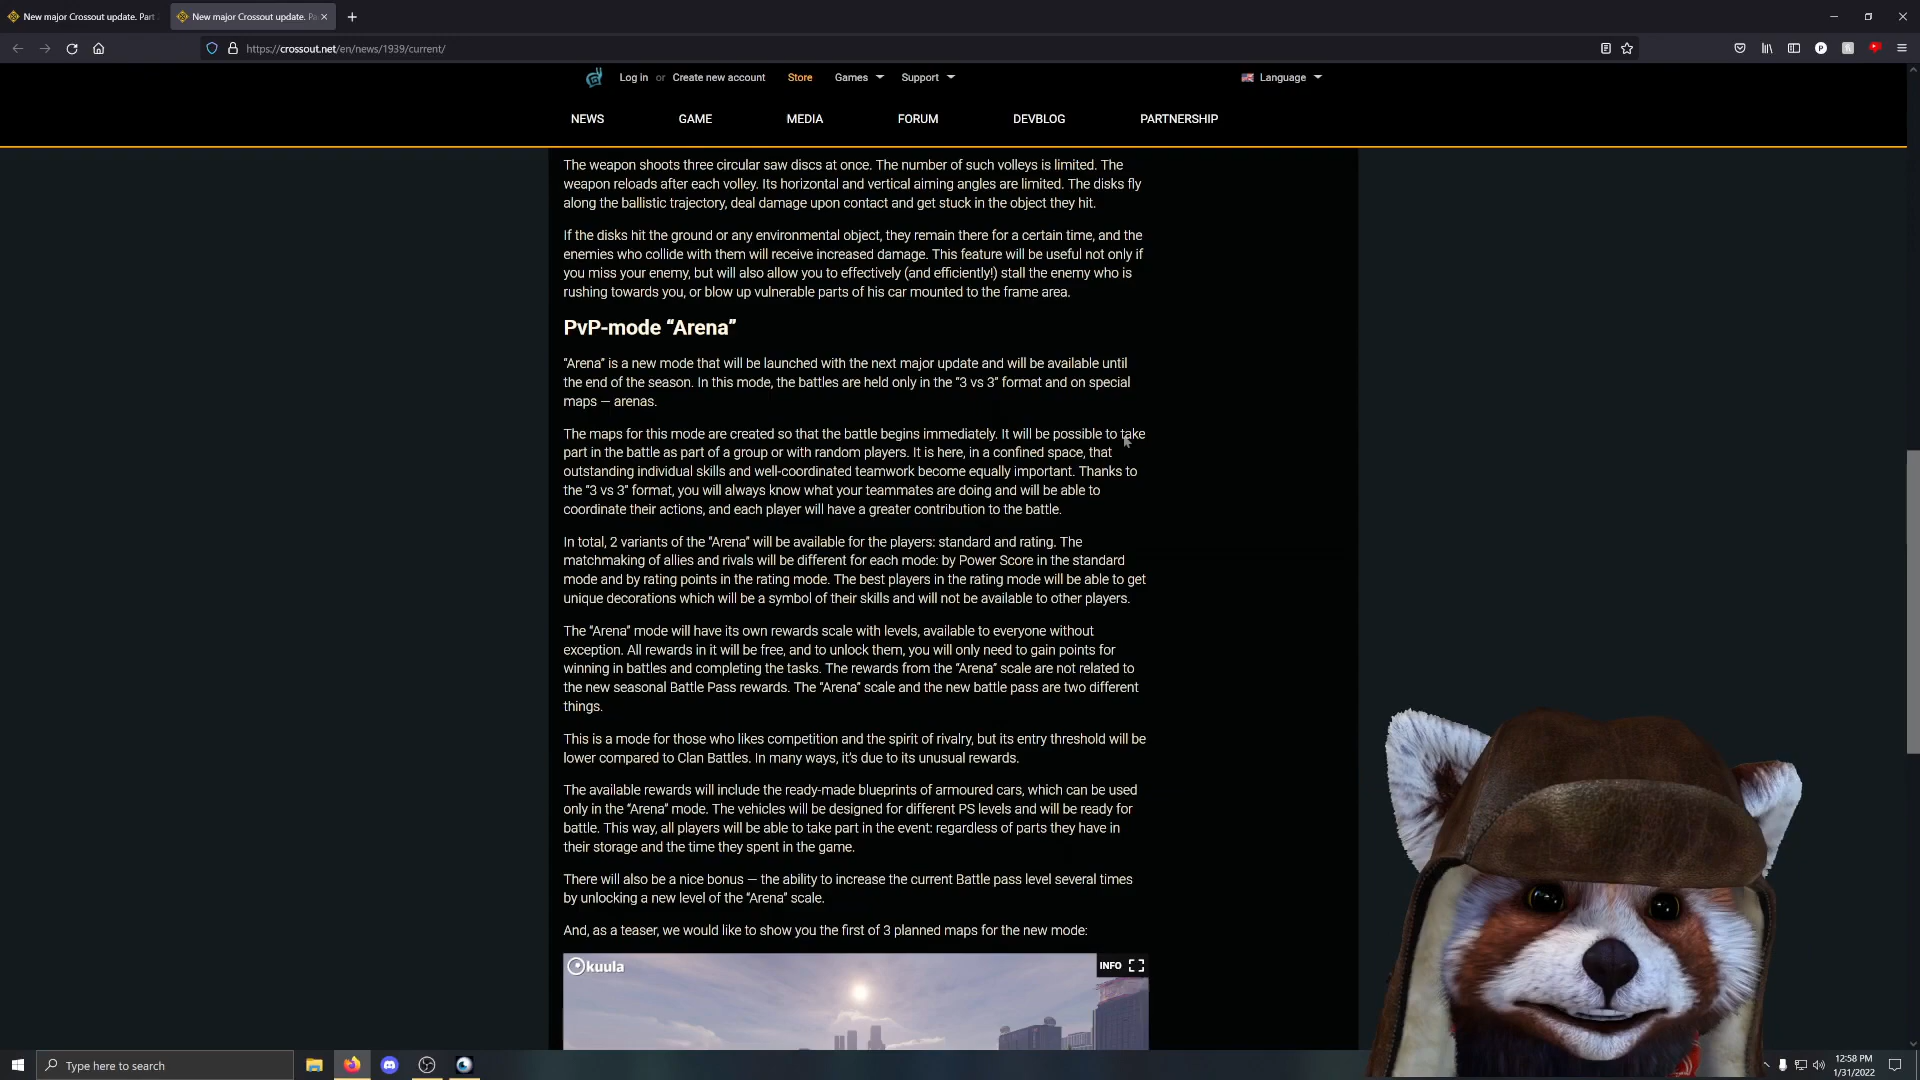 New major Crossout update. Part
New major Crossout update. Pa
https://crossout.net/en/news/1939/current/
Log in or Create new account Store Games Support Language
NEWS GAME MEDIA FORUM DEVBLOG PARTNERSHIP
The weapon shoots three circular saw discs at once. The number of such volleys is limited. The
weapon reloads after each volley. Its horizontal and vertical aiming angles are limited. The disks fly
along the ballistic trajectory, deal damage upon contact and get stuck in the object they hit.
If the disks hit the ground or any environmental object, they remain there for a certain time, and the
enemies who collide with them will receive increased damage. This feature will be useful not only if
you miss your enemy, but will also allow you to effectively (and efficiently!) stall the enemy who is
rushing towards you, or blow up vulnerable parts of his car mounted to the frame area.
PvP-mode “Arena”
“Arena” is a new mode that will be launched with the next major update and will be available until
the end of the season. In this mode, the battles are held only in the “3 vs 3” format and on special
maps — arenas.
The maps for this mode are created so that the battle begins immediately. It will be possible to take
part in the battle as part of a group or with random players. It is here, in a confined space, that
outstanding individual skills and well-coordinated teamwork become equally important. Thanks to
the “3 vs 3” format, you will always know what your teammates are doing and will be able to
coordinate their actions, and each player will have a greater contribution to the battle.
In total, 2 variants of the “Arena” will be available for the players: standard and rating. The
matchmaking of allies and rivals will be different for each mode: by Power Score in the standard
mode and by rating points in the rating mode. The best players in the rating mode will be able to get
unique decorations which will be a symbol of their skills and will not be available to other players.
The “Arena” mode will have its own rewards scale with levels, available to everyone without
exception. All rewards in it will be free, and to unlock them, you will only need to gain points for
winning in battles and completing the tasks. The rewards from the “Arena” scale are not related to
the new seasonal Battle Pass rewards. The “Arena” scale and the new battle pass are two different
things.
This is a mode for those who likes competition and the spirit of rivalry, but its entry threshold will be
lower compared to Clan Battles. In many ways, it’s due to its unusual rewards.
The available rewards will include the ready-made blueprints of armoured cars, which can be used
only in the “Arena” mode. The vehicles will be designed for different PS levels and will be ready for
battle. This way, all players will be able to take part in the event: regardless of parts they have in
their storage and the time they spent in the game.
There will also be a nice bonus — the ability to increase the current Battle pass level several times
by unlocking a new level of the “Arena” scale.
And, as a teaser, we would like to show you the first of 3 planned maps for the new mode:
kuula INFO
Type here to search
12:58 PM
1/31/2022